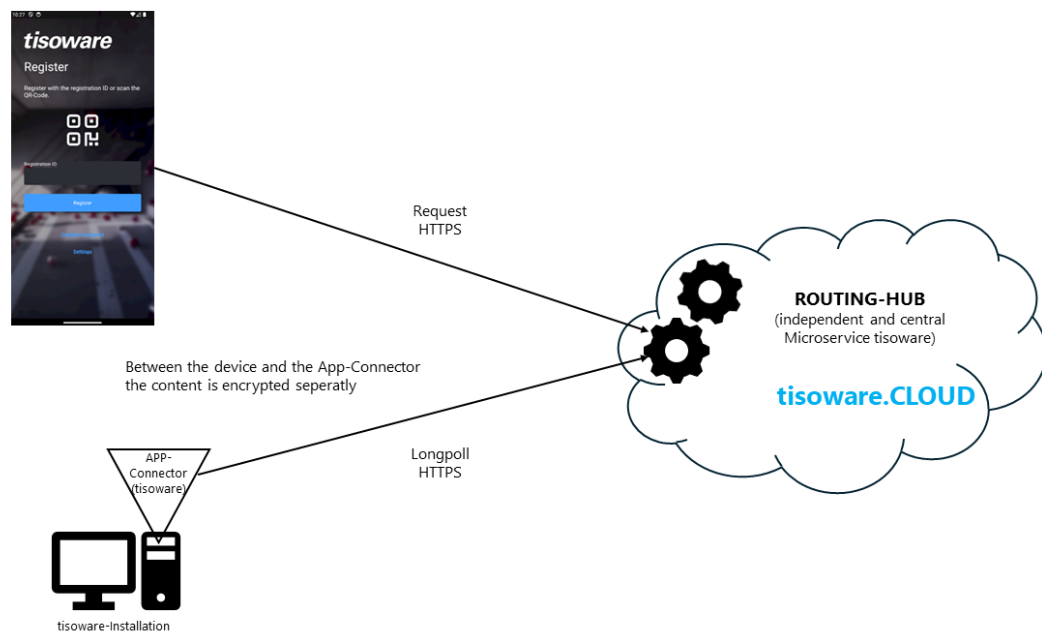 10:27
tisoware
Register
Register with the registration ID or scan the
QR-Code.
Registration ID
Register
Settings
Request
HTTPS
ROUTING-HUB
(independent and central
Microservice tisoware)
tisoware.CLOUD
Between the device and the App-Connector
the content is encrypted seperatly
Longpoll
HTTPS
APP-
Connector
(tisoware)
tisoware-Installation